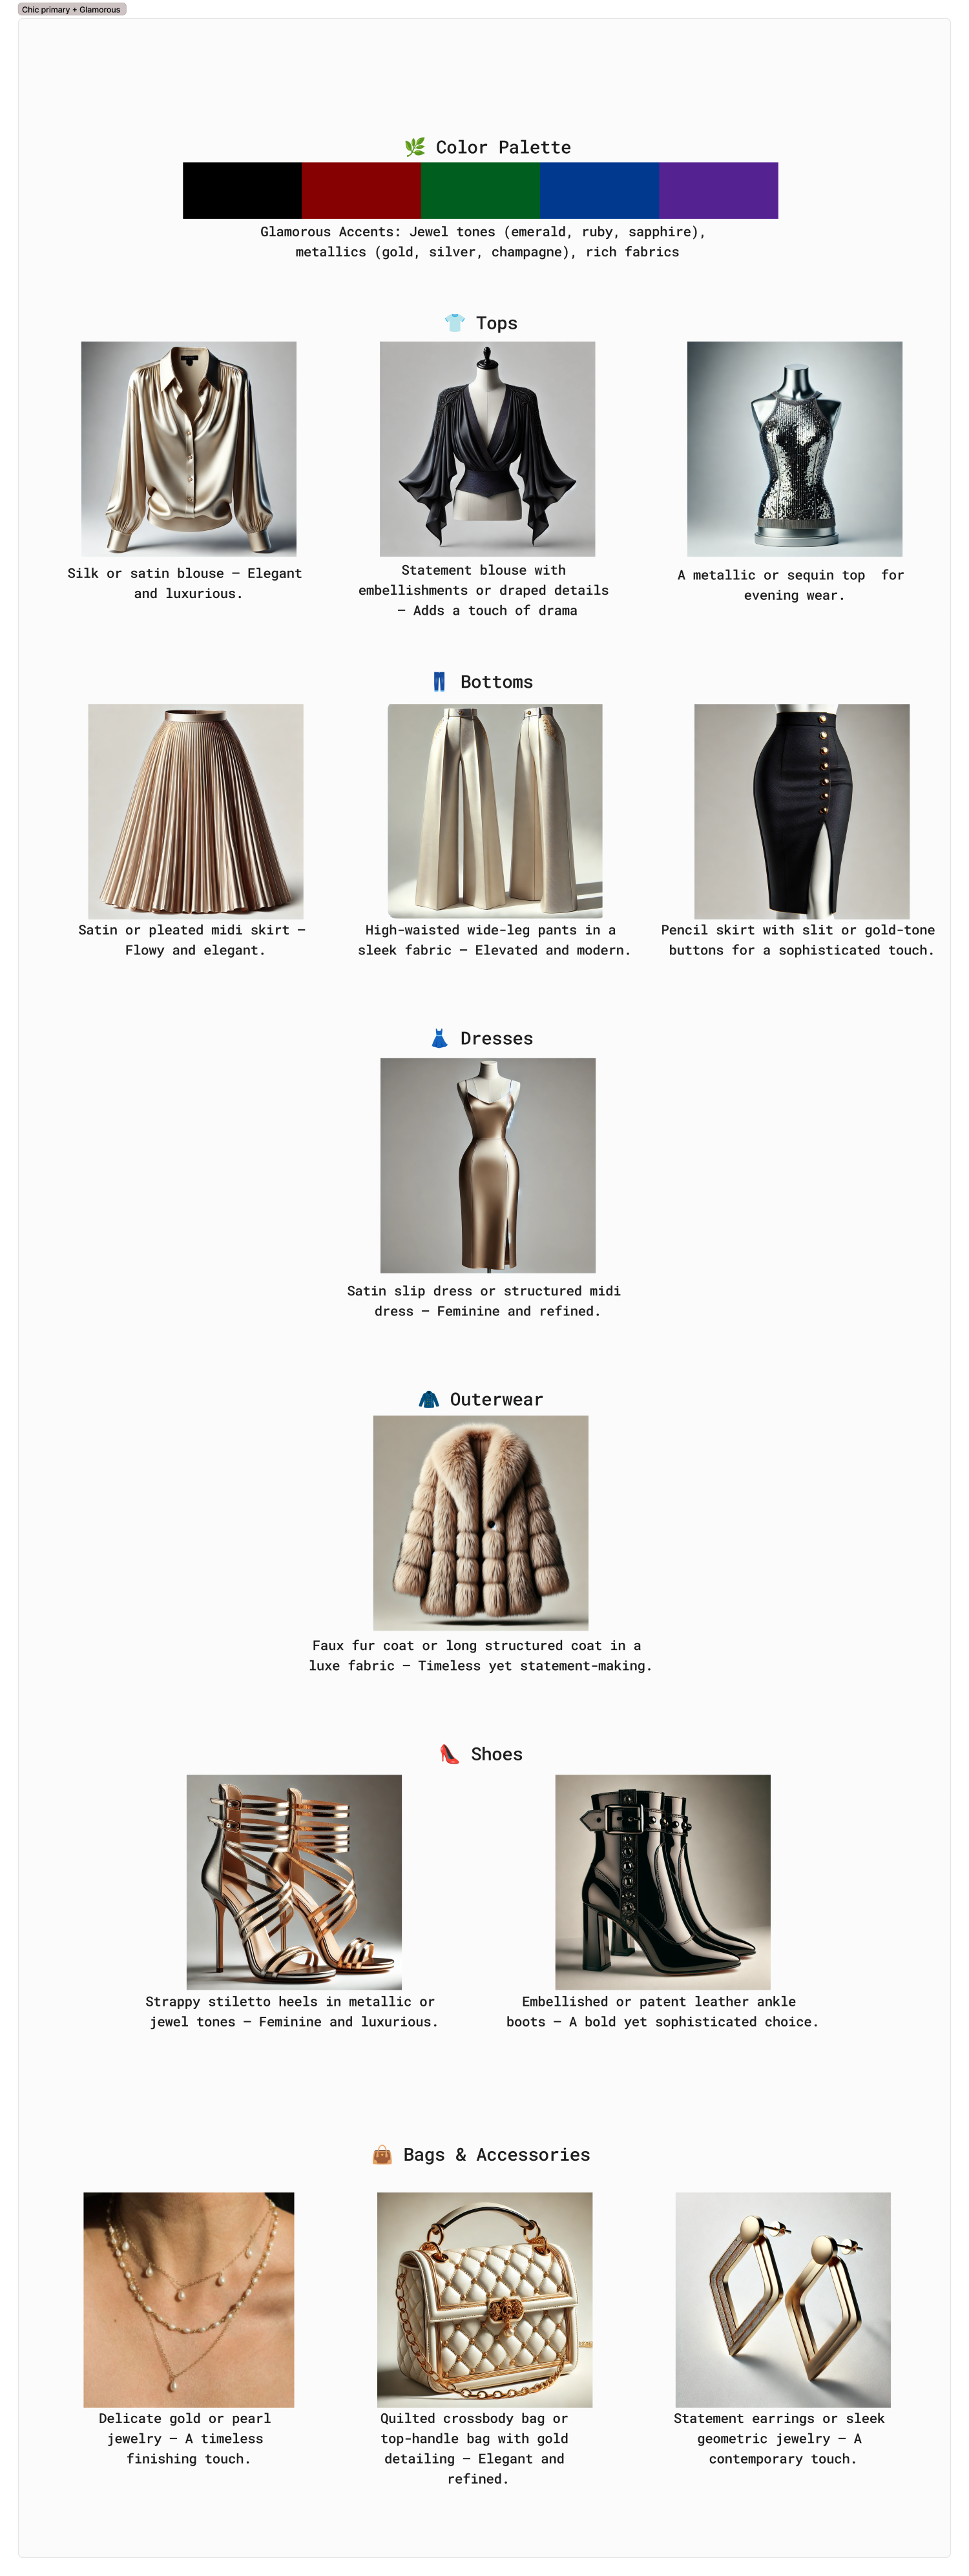 Chic primary + Glamorous
🌿 Color Palette
Glamorous Accents: Jewel tones (emerald, ruby, sapphire),
metallics (gold, silver, champagne), rich fabrics
👕 Tops
Silk or satin blouse – Elegant
and luxurious.
Statement blouse with
embellishments or draped details
– Adds a touch of drama
A metallic or sequin top  for
evening wear.
👖 Bottoms
Satin or pleated midi skirt –
Flowy and elegant.
High-waisted wide-leg pants in a
sleek fabric – Elevated and modern.
Pencil skirt with slit or gold-tone
buttons for a sophisticated touch.
👗 Dresses
Satin slip dress or structured midi
dress – Feminine and refined.
🧥 Outerwear
Faux fur coat or long structured coat in a
luxe fabric – Timeless yet statement-making.
👠 Shoes
Strappy stiletto heels in metallic or
jewel tones – Feminine and luxurious.
Embellished or patent leather ankle
boots – A bold yet sophisticated choice.
👜 Bags & Accessories
Delicate gold or pearl
jewelry – A timeless
finishing touch.
Quilted crossbody bag or
top-handle bag with gold
detailing – Elegant and
refined.
Statement earrings or sleek
geometric jewelry – A
contemporary touch.